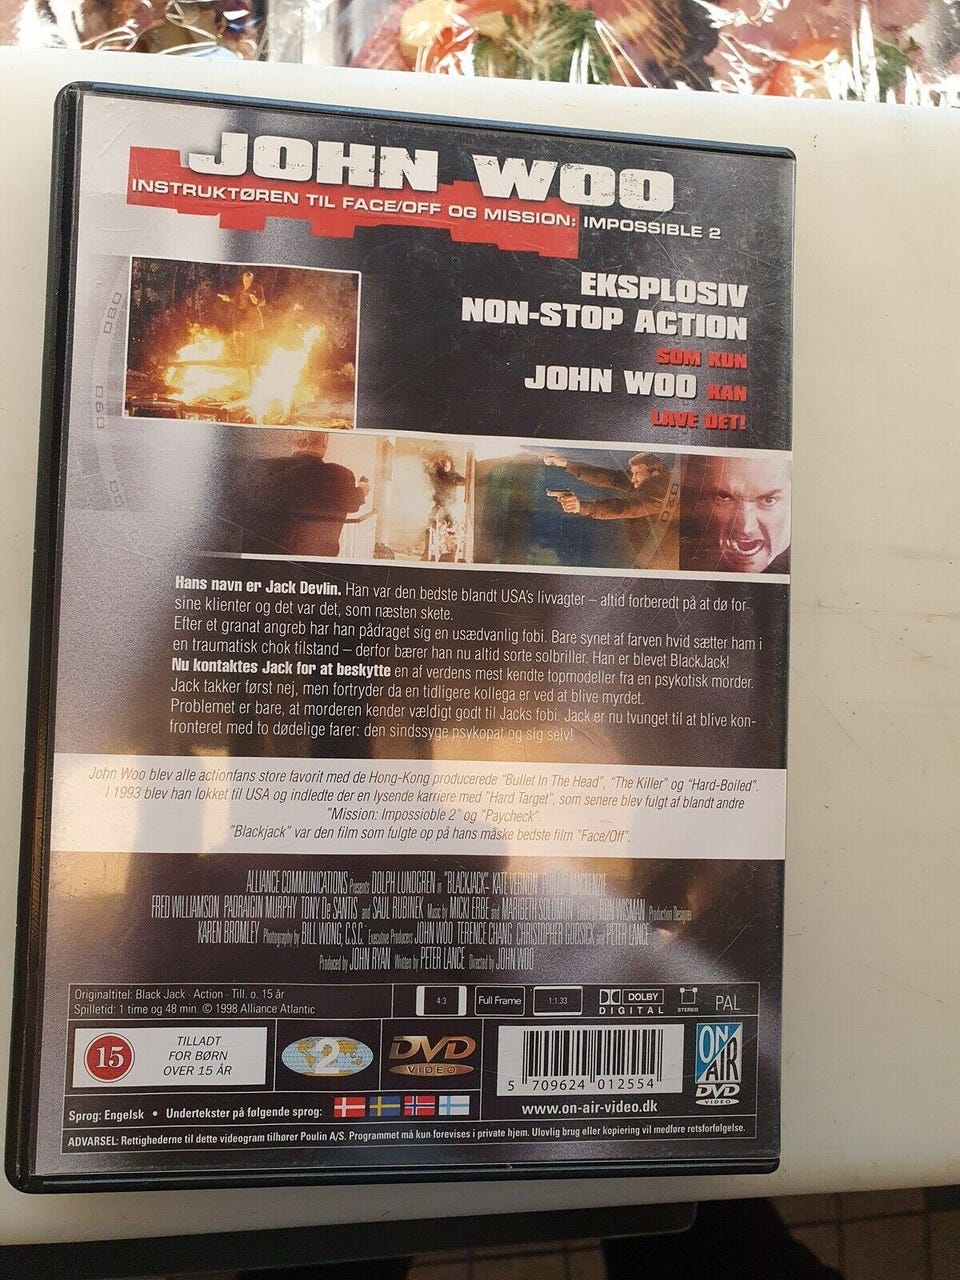 JOHN WOO
INSTRUKTØREN TIL FACE/OFF OG MISSION: IMPOSSIBLE 2
EKSPLOSIV
NON-STOP ACTION
SOM KUN
JOHN WOO KAN
LAVE DET!
080
090
020
Hans navn er Jack Devlin. Han var den bedste blandt USA's livvagter – altid forberedt på at dø for
sine klienter og det var det, som næsten skete.
Efter et granat angreb har han pådraget sig en usædvanlig fobi. Bare synet af farven hvid sætter ham i
en traumatisk chok tilstand – derfor bærer han nu altid sorte solbriller. Han er blevet BlackJack!
Nu kontaktes Jack for at beskytte en af verdens mest kendte topmodeller fra en psykotisk morder.
Jack takker først nej, men fortryder da en tidligere kollega er ved at blive myrdet.
Problemet er bare, at morderen kender vældigt godt til Jacks fobi. Jack er nu tvunget til at blive kon-
fronteret med to dødelige farer: den sindssyge psykopat og sig selv!
John Woo blev alle actionfans store favorit med de Hong-Kong producerede "Bullet In The Head", "The Killer" og "Hard-Boiled".
I 1993 blev han lokket til USA og indledte der en lysende karriere med "Hard Target", som senere blev fulgt af blandt andre
"Mission: Impossioble 2" og "Paycheck".
"Blackjack" var den film som fulgte op på hans måske bedste film "Face/Off".
ALLIANCE COMMUNICATIONS Presents DOLPH LUNDGREN in "BLACKJACK" KATE VERNON PHILLIP MACKENZIE
FRED WILLIAMSON PADRAIGIN MURPHY TONY De SANTIS and SAUL RUBINEK Music by MICKI ERBE and MARIBETH SOLOMON RON WISMAN Production Designer
KAREN BROMLEY Photography by BILL WONG, C.S.C. Executive Producers JOHN WOO TERENCE CHANG CHRISTOPHER GODSICK and PETER LANCE
Produced by JOHN RYAN Written by PETER LANCE Directed by JOHN WOO
Originaltitel: Black Jack · Action · Till. o. 15 år
Spilletid: 1 time og 48 min. © 1998 Alliance Atlantic
4:3 Full Frame 1:1.33 DOLBY DIGITAL STEREO PAL
15
TILLADT
FOR BØRN
OVER 15 ÅR
2
DVD
VIDEO
5 709624 012554
www.on-air-video.dk
ON
AIR
DVD
VIDEO
Sprog: Engelsk • Undertekster på følgende sprog:
ADVARSEL: Rettighederne til dette videogram tilhører Poulin A/S. Programmet må kun forevises i private hjem. Ulovlig brug eller kopiering vil medføre retsforfølgelse.